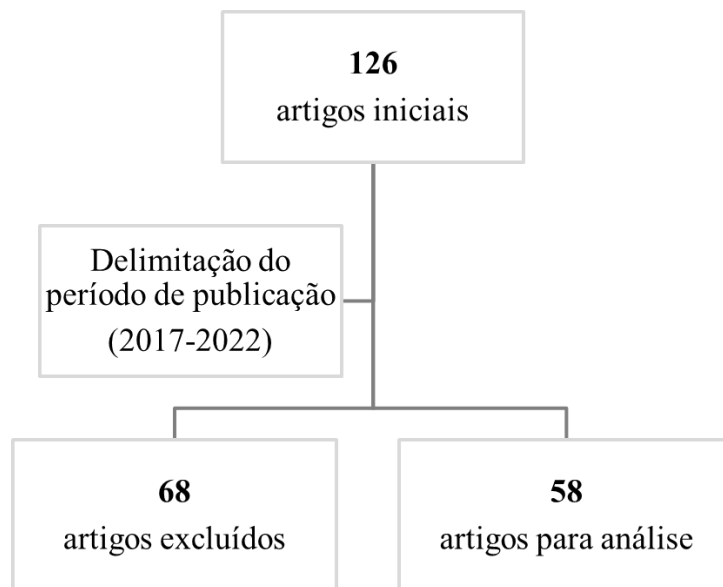 126
artigos iniciais
Delimitação do
período de publicação
(2017-2022)
68
artigos excluídos
58
artigos para análise